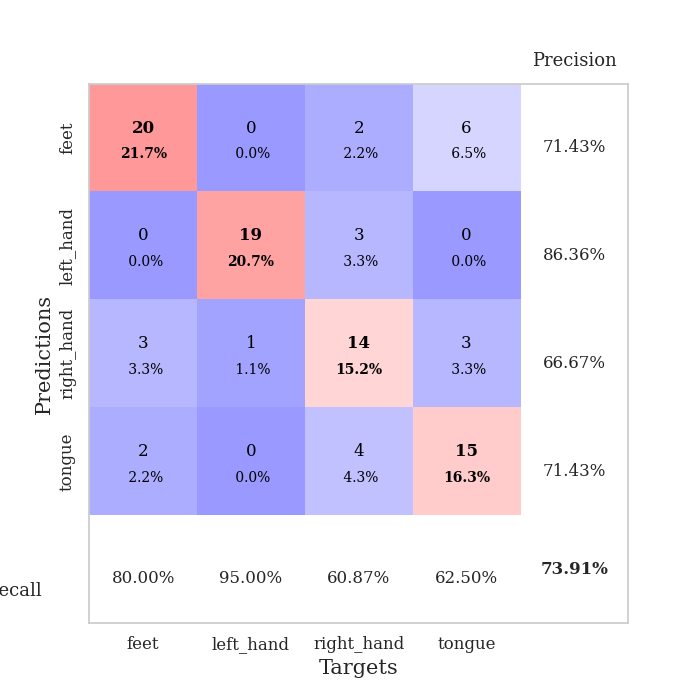 Precision
feet
20 0 2 6
21.7% 0.0% 2.2% 6.5%
71.43%
left_hand
0 19 3 0
0.0% 20.7% 3.3% 0.0%
86.36%
Predictions
right_hand
3 1 14 3
3.3% 1.1% 15.2% 3.3%
66.67%
tongue
2 0 4 15
2.2% 0.0% 4.3% 16.3%
71.43%
ecall
80.00% 95.00% 60.87% 62.50% 73.91%
feet left_hand right_hand tongue
Targets